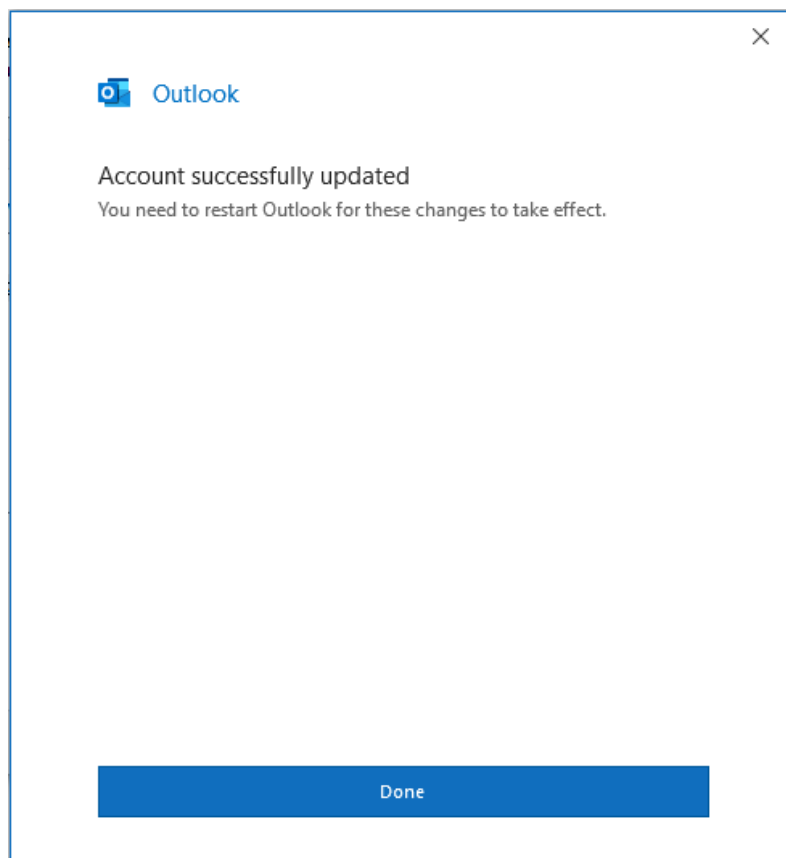 Outlook
Account successfully updated
You need to restart Outlook for these changes to take effect.
Done